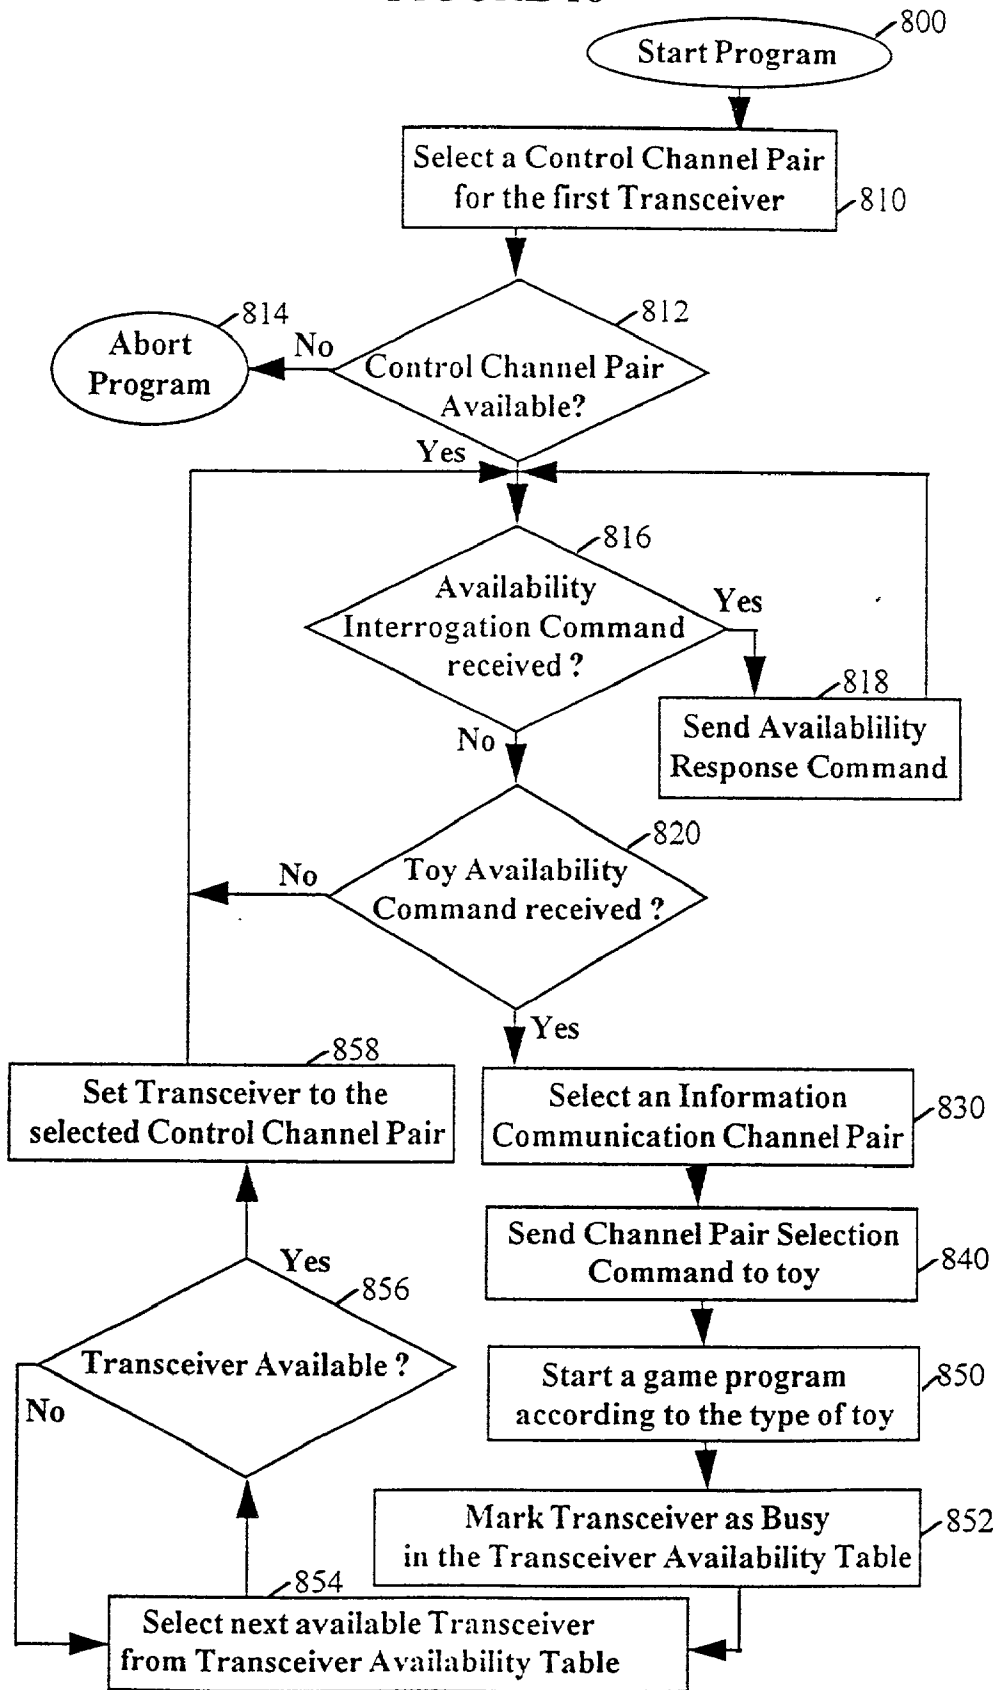 800
Start Program
Select a Control Channel Pair
for the first Transceiver
810
814
Abort
Program
No
812
Control Channel Pair
Available?
Yes
816
Availability
Interrogation Command
received ?
Yes
818
Send Availablility
Response Command
No
820
Toy Availability
Command received ?
No
Yes
858
Set Transceiver to the
selected Control Channel Pair
Select an Information
Communication Channel Pair
830
Send Channel Pair Selection
Command to toy
840
Yes
856
Transceiver Available ?
No
Start a game program
according to the type of toy
850
Mark Transceiver as Busy
in the Transceiver Availability Table
852
854
Select next available Transceiver
from Transceiver Availability Table